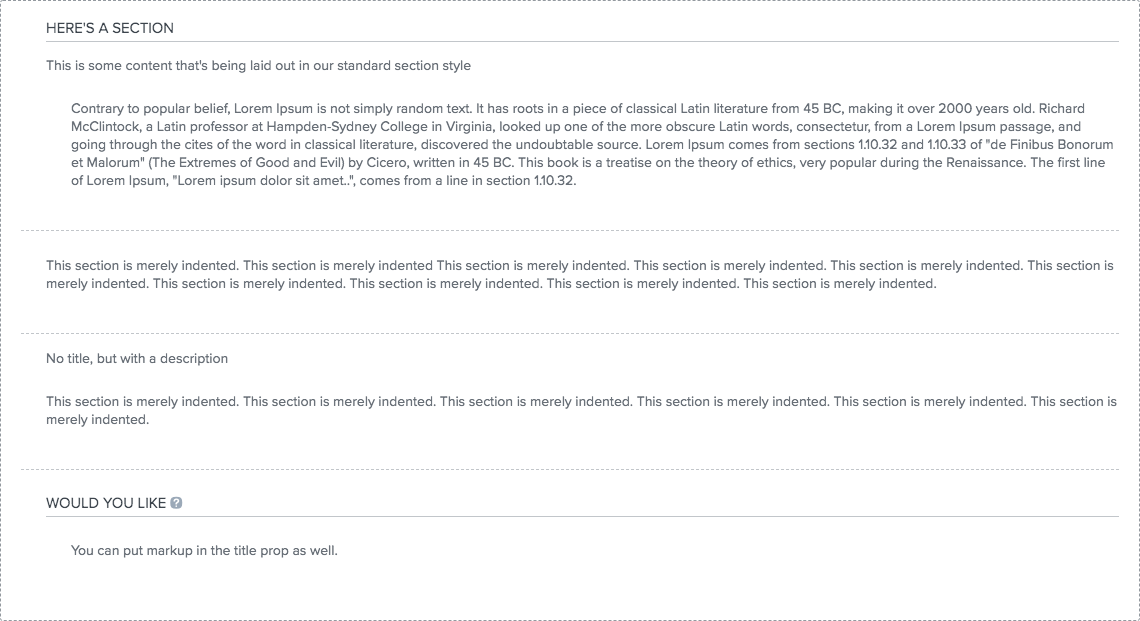 HERE'S A SECTION
This is some content that's being laid out in our standard section style
Contrary to popular belief, Lorem Ipsum is not simply random text. It has roots in a piece of classical Latin literature from 45 BC, making it over 2000 years old. Richard
McClintock, a Latin professor at Hampden-Sydney College in Virginia, looked up one of the more obscure Latin words, consectetur, from a Lorem Ipsum passage, and
going through the cites of the word in classical literature, discovered the undoubtable source. Lorem Ipsum comes from sections 1.10.32 and 1.10.33 of "de Finibus Bonorum
et Malorum" (The Extremes of Good and Evil) by Cicero, written in 45 BC. This book is a treatise on the theory of ethics, very popular during the Renaissance. The first line
of Lorem Ipsum, "Lorem ipsum dolor sit amet..", comes from a line in section 1.10.32.
This section is merely indented. This section is merely indented This section is merely indented. This section is merely indented. This section is merely indented. This section is
merely indented. This section is merely indented. This section is merely indented. This section is merely indented. This section is merely indented.
No title, but with a description
This section is merely indented. This section is merely indented. This section is merely indented. This section is merely indented. This section is merely indented. This section is
merely indented.
WOULD YOU LIKE ?
You can put markup in the title prop as well.